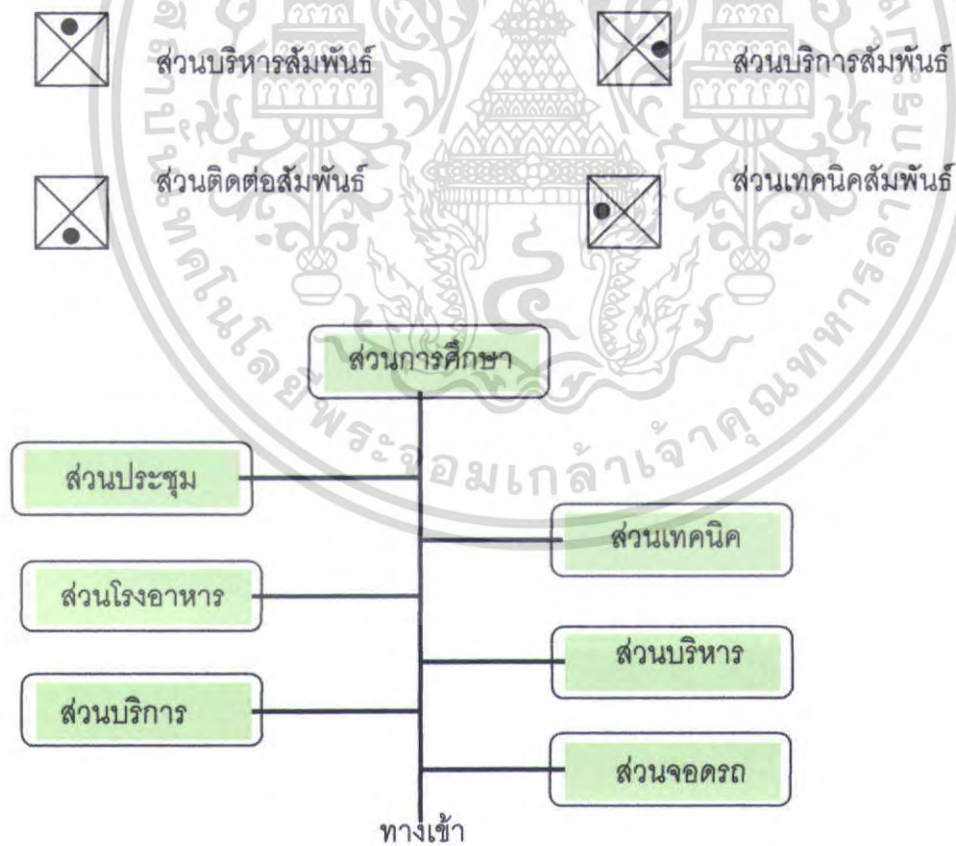 ส่วนบริหารสัมพันธ์
ส่วนบริการสัมพันธ์
ส่วนติดต่อสัมพันธ์
ส่วนเทคนิคสัมพันธ์
ส่วนการศึกษา
ส่วนประชุม
ส่วนเทคนิค
ส่วนโรงอาหาร
ส่วนบริหาร
ส่วนบริการ
ส่วนจอดรถ
ทางเข้า